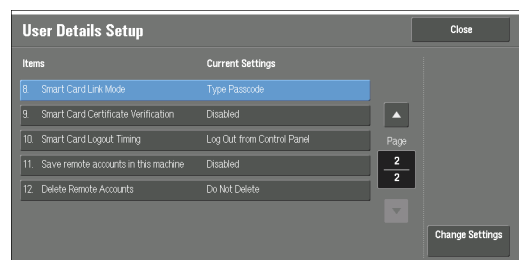 User Details Setup
Close
Items Current Settings
8. Smart Card Link Mode Type Passcode
9. Smart Card Certificate Verification Disabled
10. Smart Card Logout Timing Log Out from Control Panel
11. Save remote accounts in this machine Disabled
12. Delete Remote Accounts Do Not Delete
Page
2
2
Change Settings